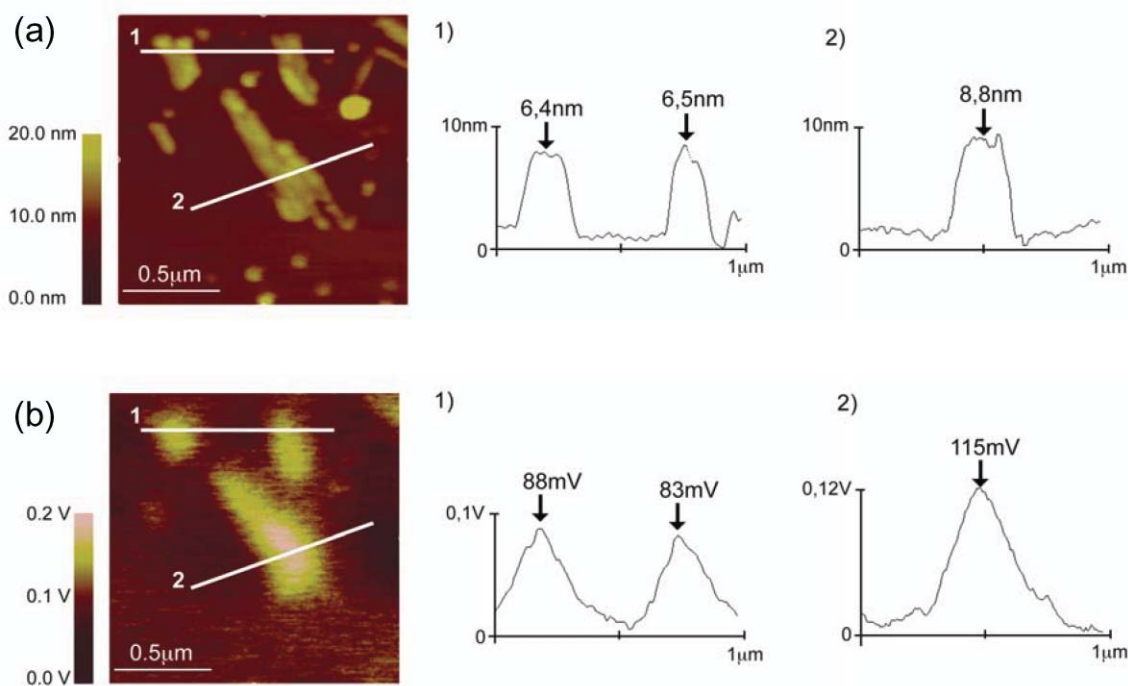 (a)
1
2
20.0 nm
10.0 nm
0.0 nm
0.5μm
1)
6,4nm
6,5nm
10nm
0
1μm
2)
8,8nm
10nm
0
1μm
(b)
1
2
0.2 V
0.1 V
0.0 V
0.5μm
1)
88mV
83mV
0,1V
0
1μm
2)
115mV
0,12V
0
1μm